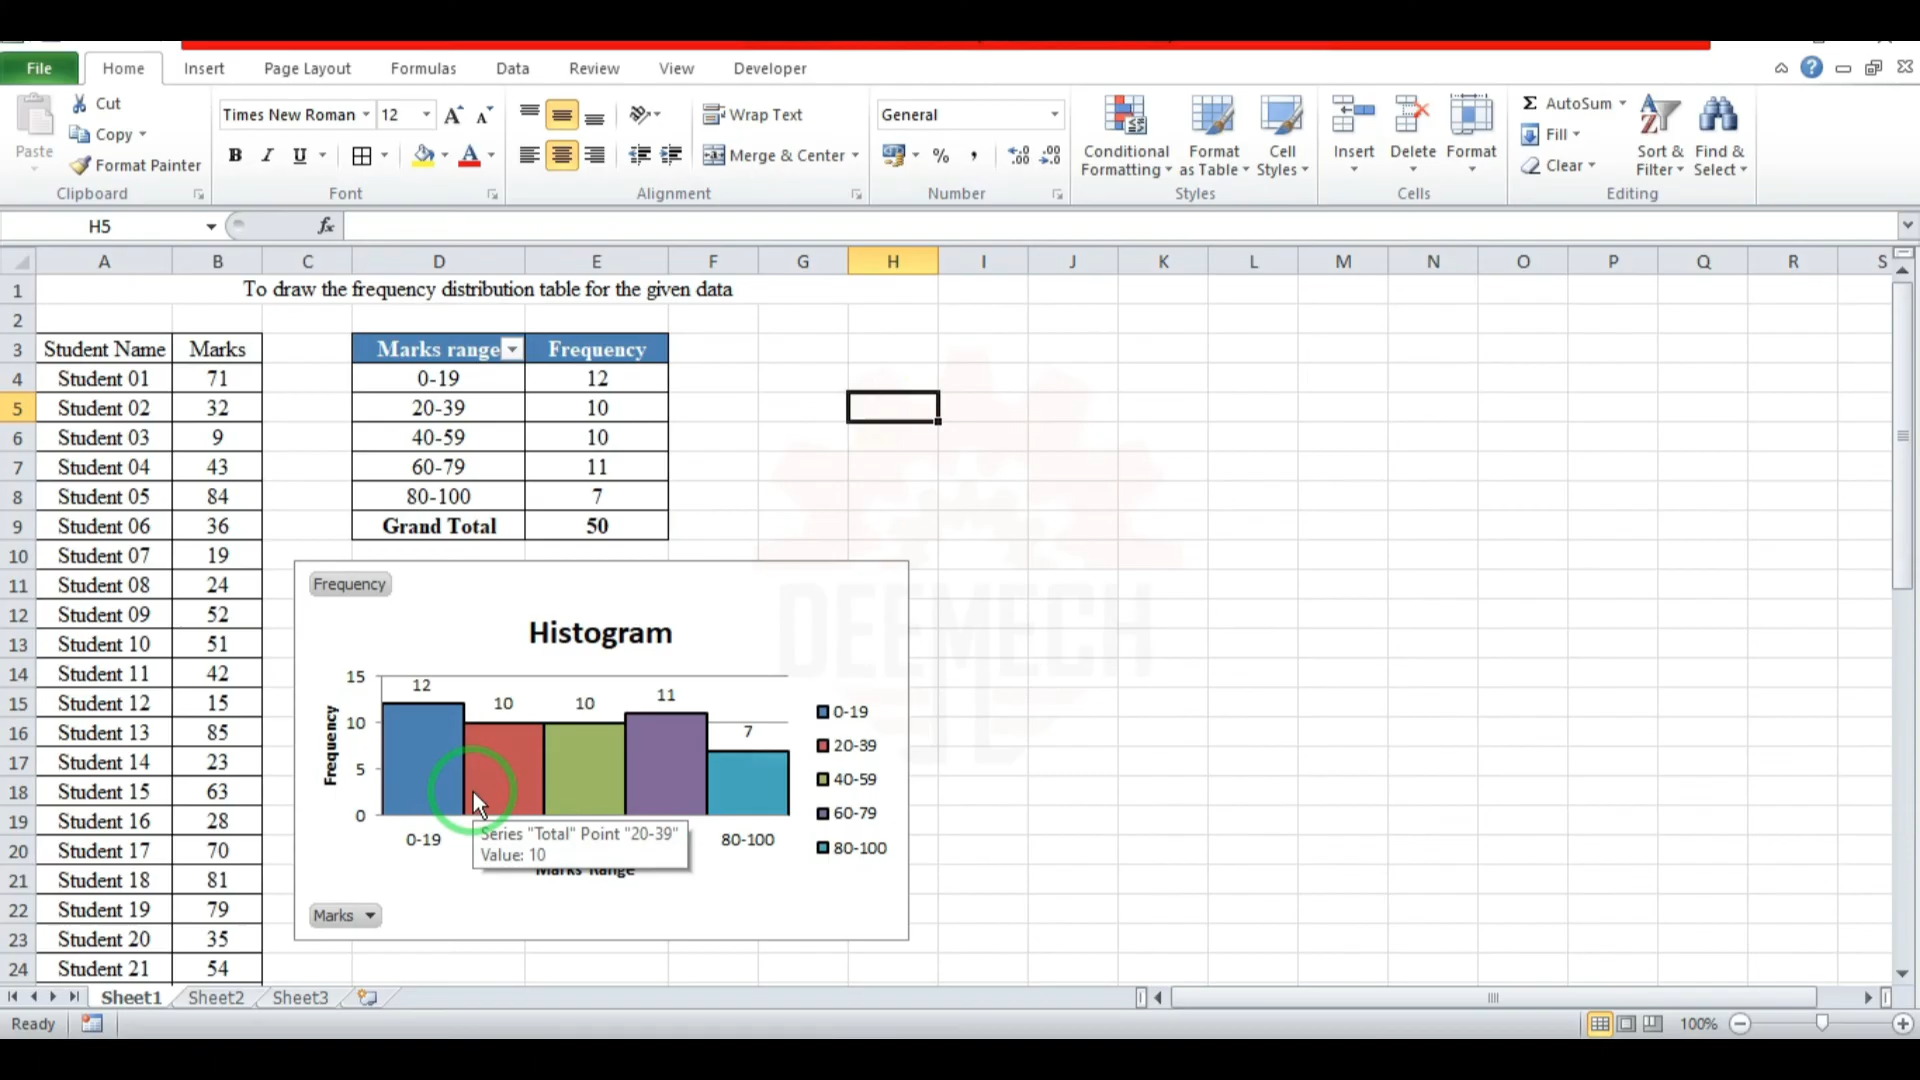 File Home Insert Page Layout Formulas Data Review View Developer
Paste Cut Copy Format Painter
Times New Roman 12
B I U
Wrap Text
Merge & Center
General
%
Conditional Formatting Format as Table Cell Styles
Insert Delete Format
Σ AutoSum Fill Clear
Sort & Filter Find & Select
Clipboard Font Alignment Number Styles Cells Editing
H5 fx
A B C D E F G H I J K L M N O P Q R S
1 To draw the frequency distribution table for the given data
2
3 Student Name Marks Marks range Frequency
4 Student 01 71 0-19 12
5 Student 02 32 20-39 10
6 Student 03 9 40-59 10
7 Student 04 43 60-79 11
8 Student 05 84 80-100 7
9 Student 06 36 Grand Total 50
10 Student 07 19
11 Student 08 24
12 Student 09 52
13 Student 10 51
14 Student 11 42
15 Student 12 15
16 Student 13 85
17 Student 14 23
18 Student 15 63
19 Student 16 28
20 Student 17 70
21 Student 18 81
22 Student 19 79
23 Student 20 35
24 Student 21 54
Frequency
Histogram
Frequency
15
10
5
0
12 10 10 11 7
0-19 80-100
Series "Total" Point "20-39"
Value: 10
Marks Range
0-19
20-39
40-59
60-79
80-100
Marks
DEEMECH
Sheet1 Sheet2 Sheet3
Ready 100%